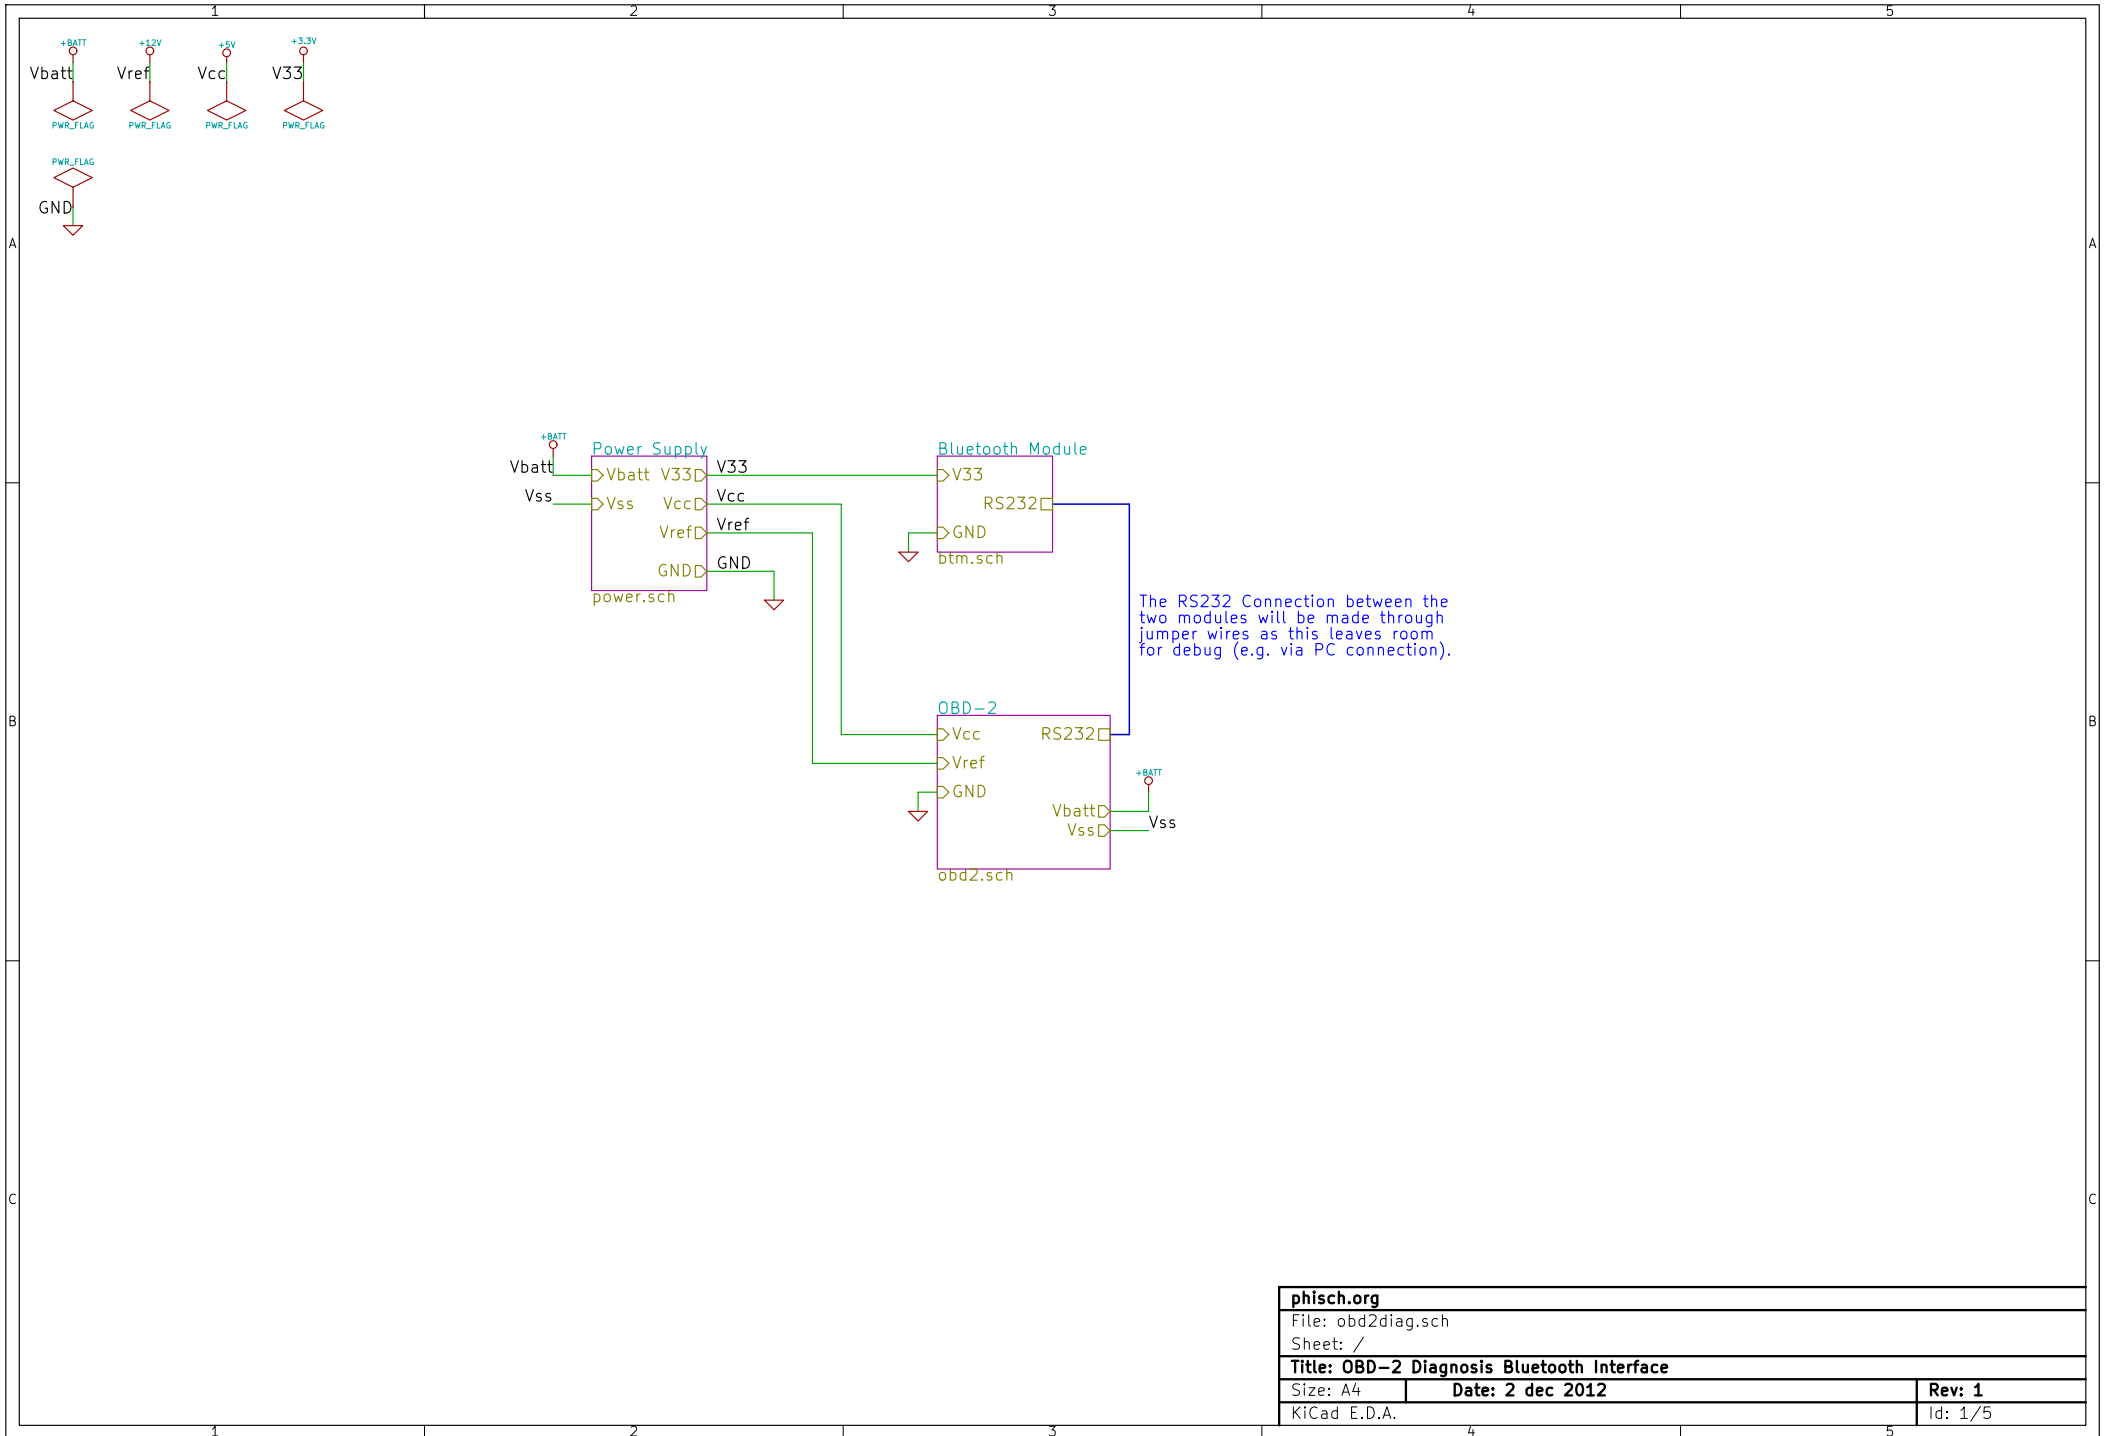 1 2 3 4 5
+BATT +12V +5V +3.3V
Vbatt Vref Vcc V33
PWR_FLAG PWR_FLAG PWR_FLAG PWR_FLAG
PWR_FLAG
GND
A A
+BATT
Power Supply
Vbatt
Vss
Vbatt V33
Vss Vcc
Vref
GND
power.sch
V33
Vcc
Vref
GND
Bluetooth Module
V33
RS232
GND
btm.sch
The RS232 Connection between the
two modules will be made through
jumper wires as this leaves room
for debug (e.g. via PC connection).
B B
OBD-2
Vcc RS232
Vref
GND
Vbatt
Vss
obd2.sch
+BATT
Vss
C C
phisch.org
File: obd2diag.sch
Sheet: /
Title: OBD-2 Diagnosis Bluetooth Interface
Size: A4 Date: 2 dec 2012 Rev: 1
KiCad E.D.A. Id: 1/5
1 2 3 4 5